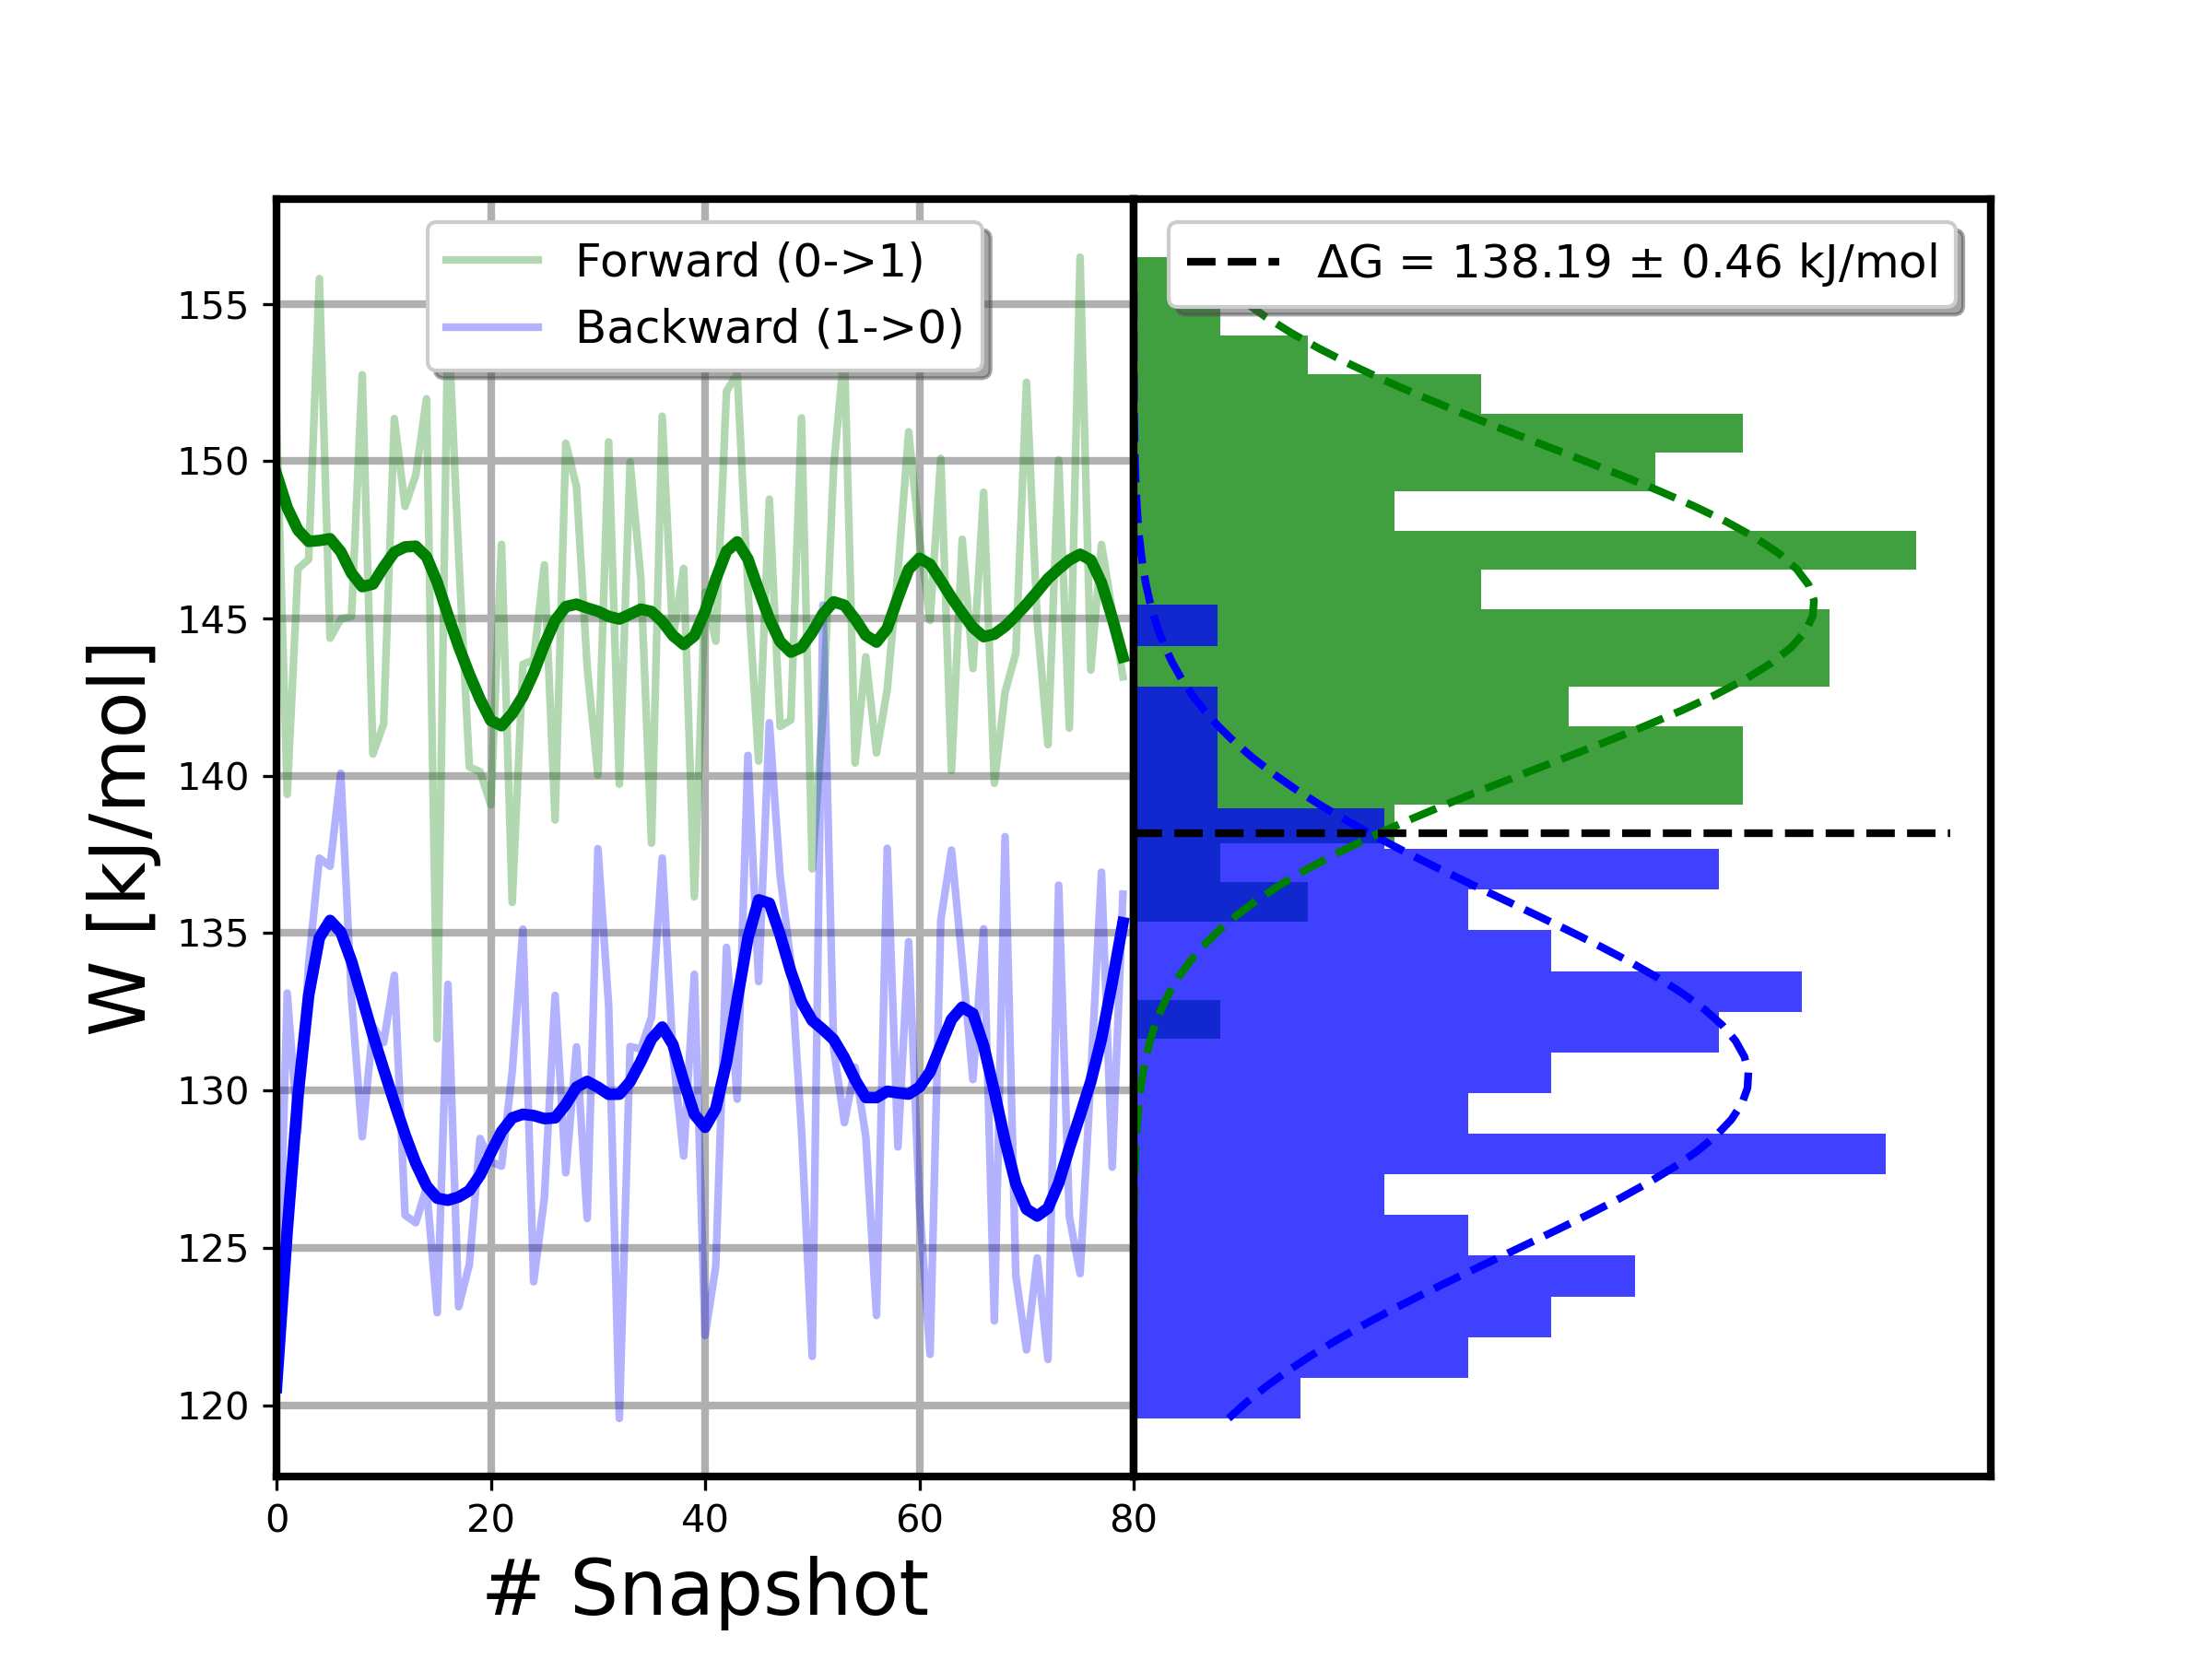 Forward (0->1)
Backward (1->0)
ΔG = 138.19 ± 0.46 kJ/mol
W [kJ/mol]
155
150
145
140
135
130
125
120
0 20 40 60 80
# Snapshot